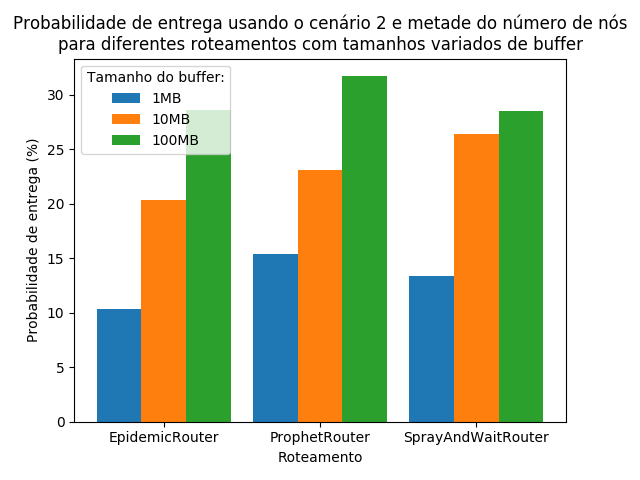 Probabilidade de entrega usando o cenário 2 e metade do número de nós
para diferentes roteamentos com tamanhos variados de buffer
Tamanho do buffer:
1MB
10MB
100MB
Probabilidade de entrega (%)
30
25
20
15
10
5
0
EpidemicRouter
ProphetRouter
SprayAndWaitRouter
Roteamento